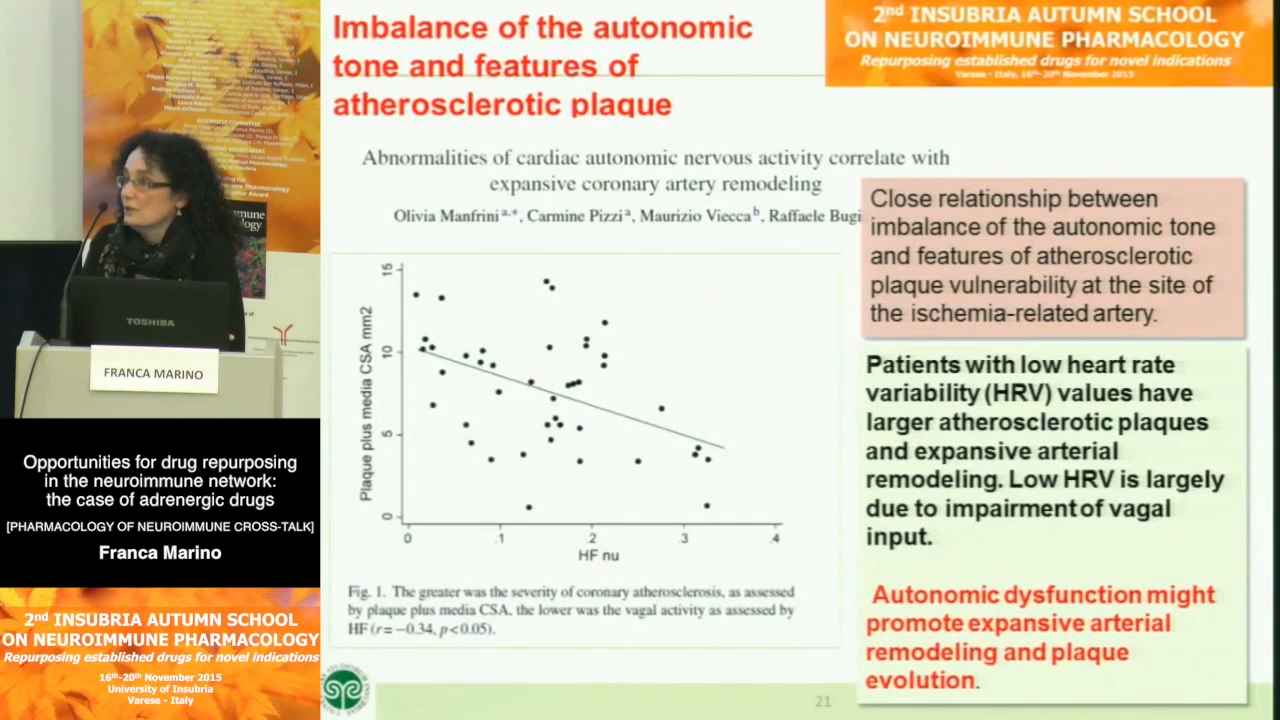 Imbalance of the autonomic
tone and features of
atherosclerotic plaque
2nd INSUBRIA AUTUMN SCHOOL
ON NEUROIMMUNE PHARMACOLOGY
Repurposing established drugs for novel indications
Varese - Italy, 16th-20th November 2015
Abnormalities of cardiac autonomic nervous activity correlate with
expansive coronary artery remodeling
Olivia Manfrini a,*, Carmine Pizzi a, Maurizio Viecca b, Raffaele Bugi
Close relationship between
imbalance of the autonomic tone
and features of atherosclerotic
plaque vulnerability at the site of
the ischemia-related artery.
Patients with low heart rate
variability (HRV) values have
larger atherosclerotic plaques
and expansive arterial
remodeling. Low HRV is largely
due to impairment of vagal
input.
Autonomic dysfunction might
promote expansive arterial
remodeling and plaque
evolution.
Plaque plus media CSA mm2
15
10
5
0
0 .1 .2 .3 .4
HF nu
Fig. 1. The greater was the severity of coronary atherosclerosis, as assessed
by plaque plus media CSA, the lower was the vagal activity as assessed by
HF (r=−0.34, p<0.05).
21
SCIENTIFIC COMMITTEE
TOSHIBA
FRANCA MARINO
Opportunities for drug repurposing
in the neuroimmune network:
the case of adrenergic drugs
[PHARMACOLOGY OF NEUROIMMUNE CROSS-TALK]
Franca Marino
2nd INSUBRIA AUTUMN SCHOOL
ON NEUROIMMUNE PHARMACOLOGY
Repurposing established drugs for novel indications
16th-20th November 2015
University of Insubria
Varese - Italy